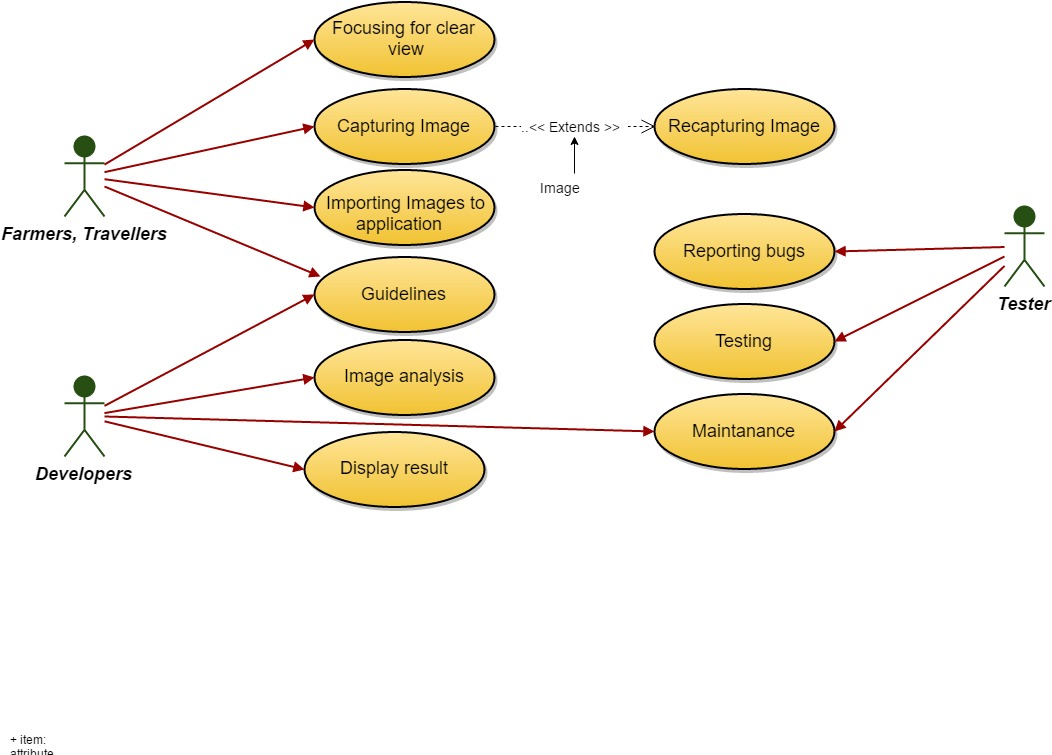 Focusing for clear
view
Capturing Image
..<< Extends >>
Recapturing Image
Image
Importing Images to
application
Farmers, Travellers
Reporting bugs
Guidelines
Tester
Testing
Image analysis
Maintanance
Developers
Display result
+ item:
attribute